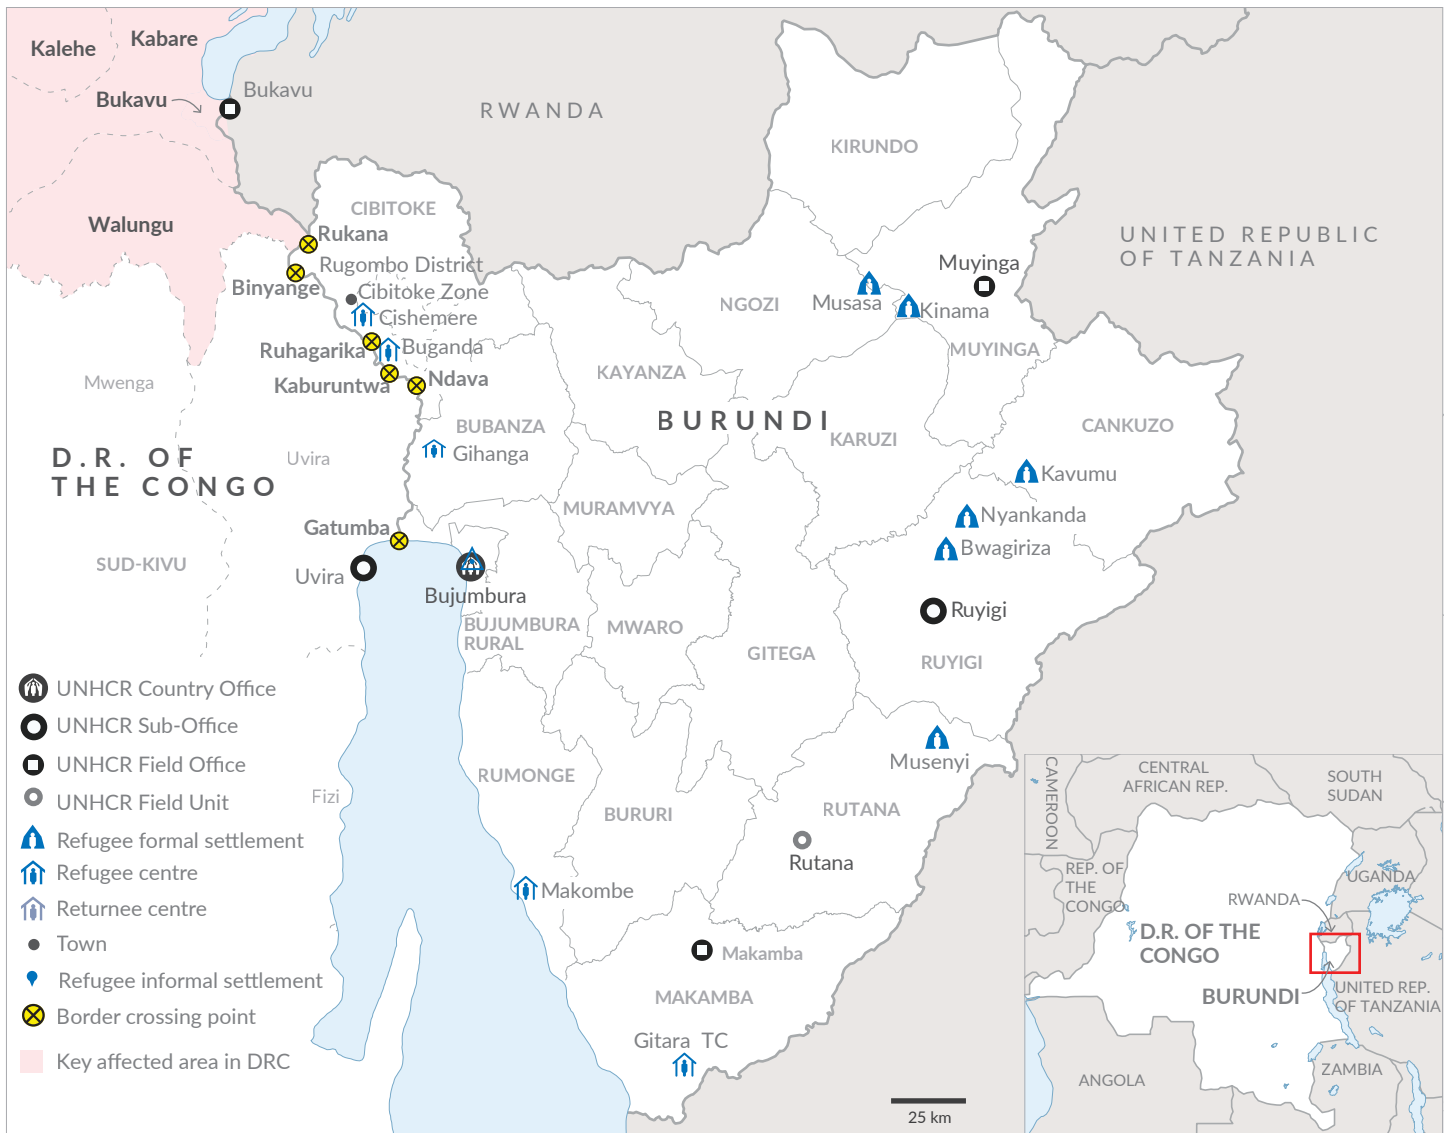 Kalehe
Kabare
Bukavu
Bukavu
RWANDA
KIRUNDO
CIBITOKE
Walungu
Rukana
UNITED REPUBLIC
OF TANZANIA
Rugombo District
Muyinga
Binyange
Cibitoke Zone
Musasa
NGOZI
Kinama
Cishemere
Ruhagarika
Buganda
MUYINGA
Mwenga
Kaburuntwa
Ndava
KAYANZA
BURUNDI
BUBANZA
CANKUZO
KARUZI
Gihanga
D.R. OF
THE CONGO
Uvira
Kavumu
MURAMVYA
Nyankanda
Gatumba
Bwagiriza
SUD-KIVU
Uvira
Bujumbura
Ruyigi
BUJUMBURA
RURAL
MWARO
GITEGA
RUYIGI
UNHCR Country Office
UNHCR Sub-Office
UNHCR Field Office
UNHCR Field Unit
Refugee formal settlement
Refugee centre
Returnee centre
Town
Refugee informal settlement
Border crossing point
Key affected area in DRC
Fizi
RUMONGE
Musenyi
BURURI
RUTANA
Rutana
Makombe
Makamba
MAKAMBA
Gitara TC
25 km
CAMEROON
CENTRAL
AFRICAN REP.
SOUTH
SUDAN
REP. OF
THE
CONGO
UGANDA
RWANDA
D.R. OF THE
CONGO
BURUNDI
UNITED REP.
OF TANZANIA
ANGOLA
ZAMBIA